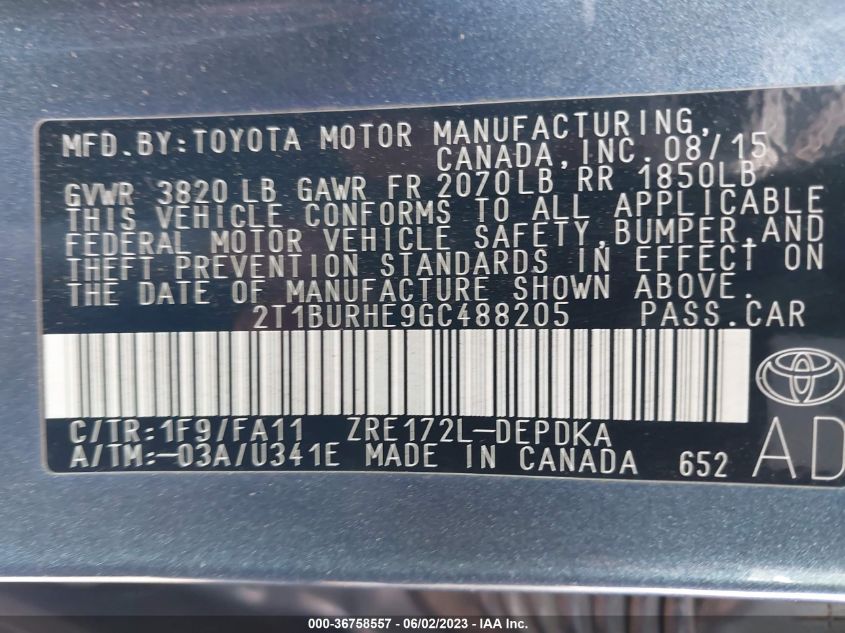 MFD.BY:TOYOTA MOTOR MANUFACTURING,
CANADA,INC.08/15
GVWR 3820 LB GAWR FR 2070LB RR 1850LB
THIS VEHICLE CONFORMS TO ALL APPLICABLE
FEDERAL MOTOR VEHICLE SAFETY,BUMPER,AND
THEFT PREVENTION STANDARDS IN EFFECT ON
THE DATE OF MANUFACTURE SHOWN ABOVE.
2T1BURHE9GC488205 PASS.CAR
C/TR:1F9/FA11 ZRE172L-DEPDKA
A/TM:-03A/U341E MADE IN CANADA 652 AD
000-36758557 - 06/02/2023 - IAA Inc.